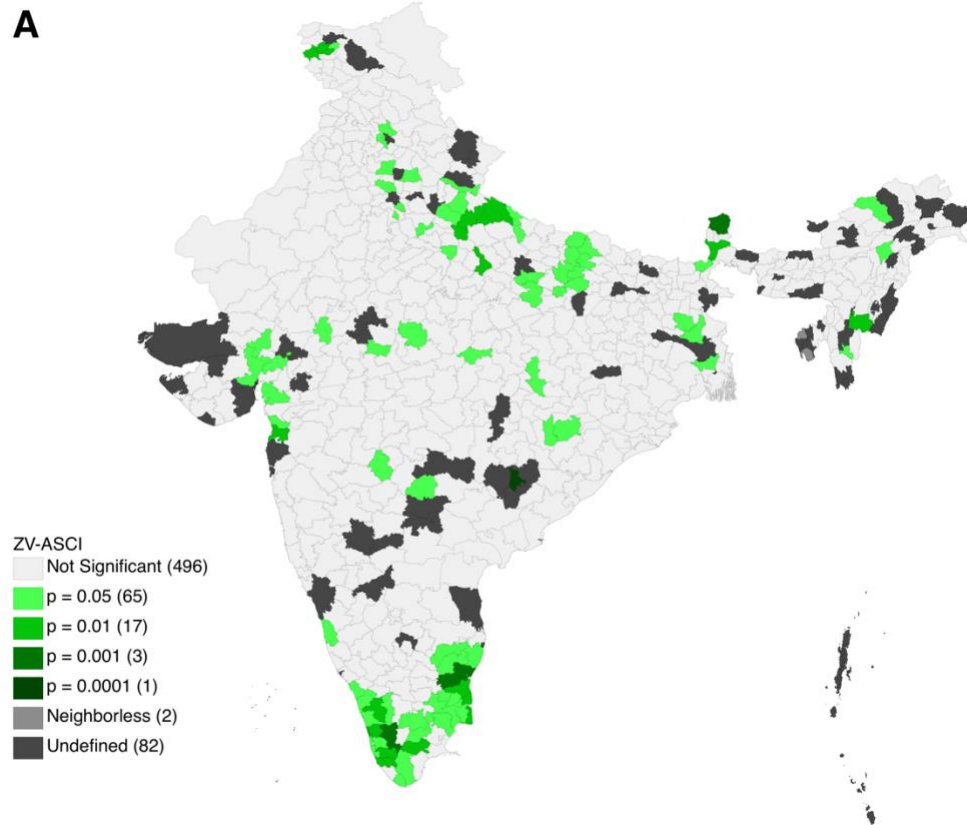 A
ZV-ASCI
Not Significant (496)
p = 0.05 (65)
p = 0.01 (17)
p = 0.001 (3)
p = 0.0001 (1)
Neighborless (2)
Undefined (82)